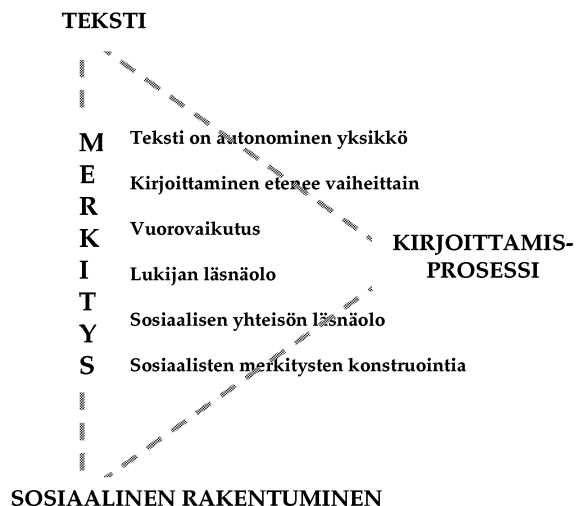 TEKSTI
MERKITYS
Teksti on autonominen yksikkö
Kirjoittaminen etenee vaiheittain
Vuorovaikutus
Lukijan läsnäolo
Sosiaalisen yhteisön läsnäolo
Sosiaalisten merkitysten konstruointia
KIRJOITTAMIS-
PROSESSI
SOSIAALINEN RAKENTUMINEN